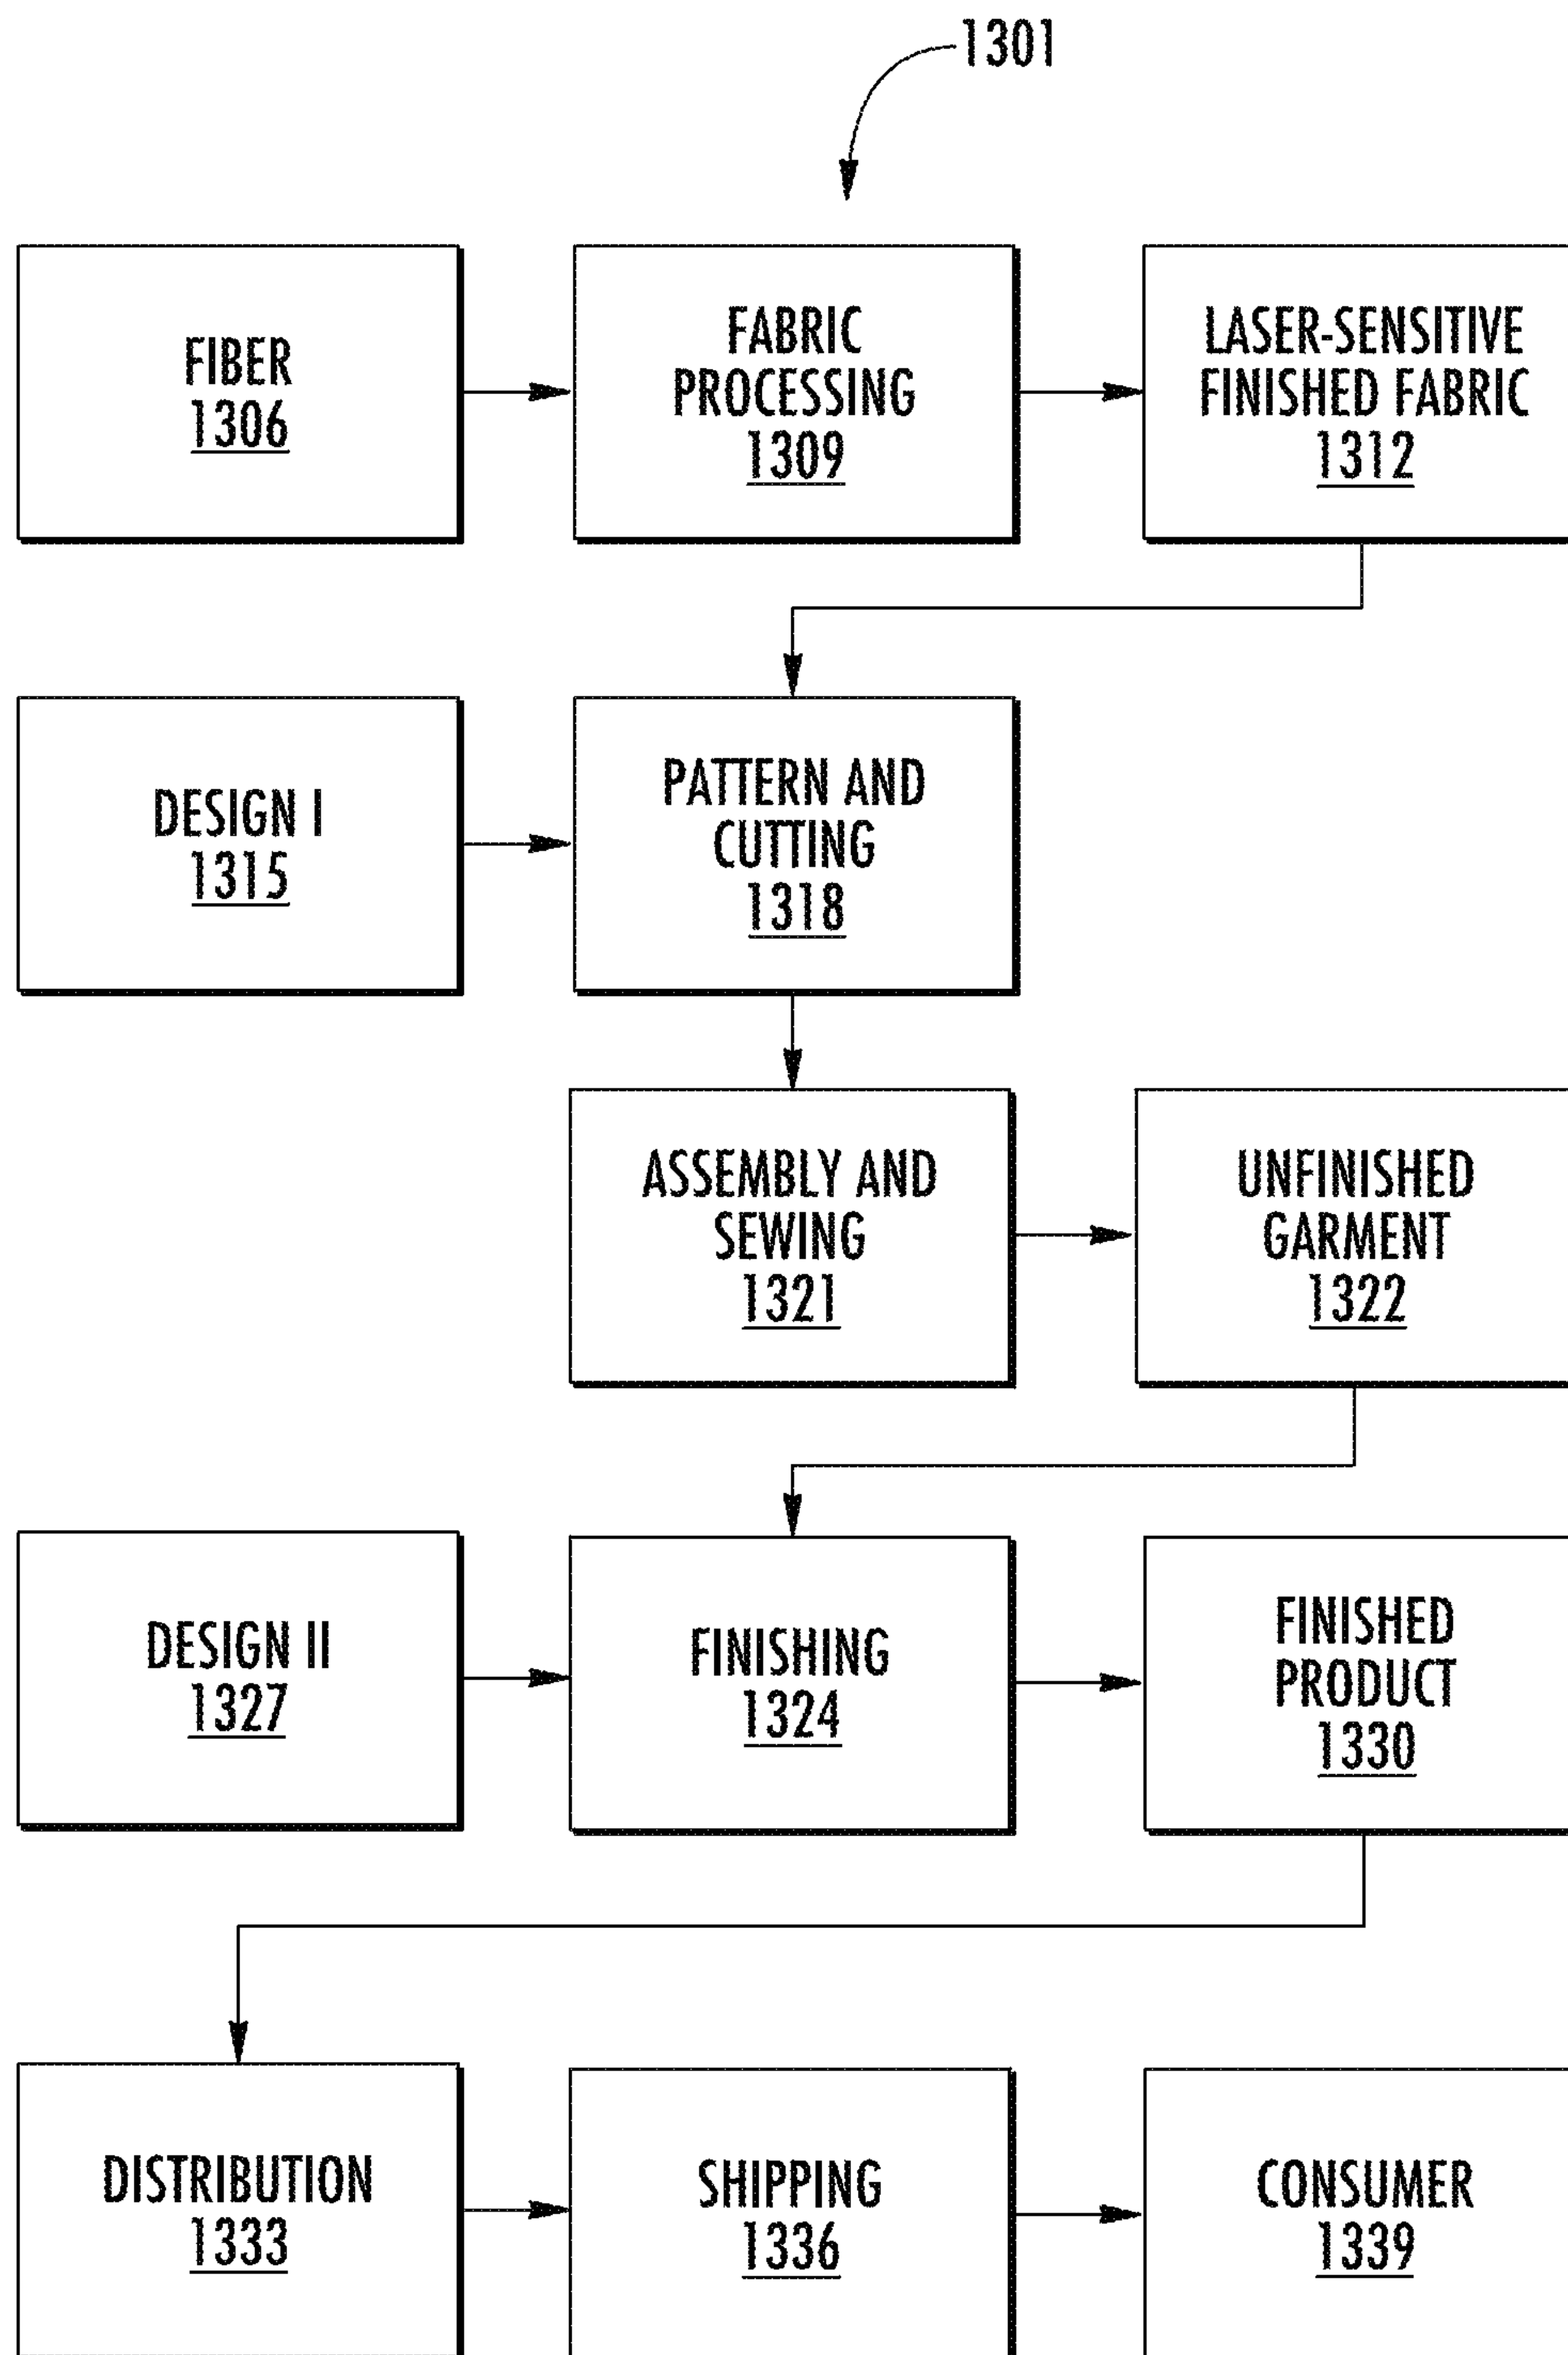 1301
FIBER
1306
FABRIC
PROCESSING
1309
LASER-SENSITIVE
FINISHED FABRIC
1312
DESIGN I
1315
PATTERN AND
CUTTING
1318
ASSEMBLY AND
SEWING
1321
UNFINISHED
GARMENT
1322
DESIGN II
1327
FINISHING
1324
FINISHED
PRODUCT
1330
DISTRIBUTION
1333
SHIPPING
1336
CONSUMER
1339